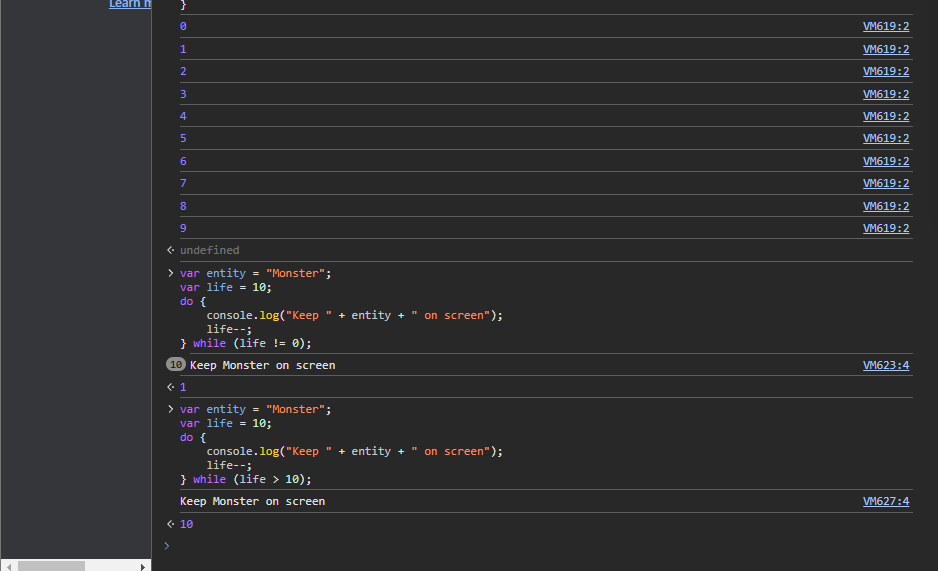 Learn m
}
0 VM619:2
1 VM619:2
2 VM619:2
3 VM619:2
4 VM619:2
5 VM619:2
6 VM619:2
7 VM619:2
8 VM619:2
9 VM619:2
undefined
var entity = "Monster";
var life = 10;
do {
console.log("Keep " + entity + " on screen");
life--;
} while (life != 0);
10 Keep Monster on screen VM623:4
1
var entity = "Monster";
var life = 10;
do {
console.log("Keep " + entity + " on screen");
life--;
} while (life > 10);
Keep Monster on screen VM627:4
10